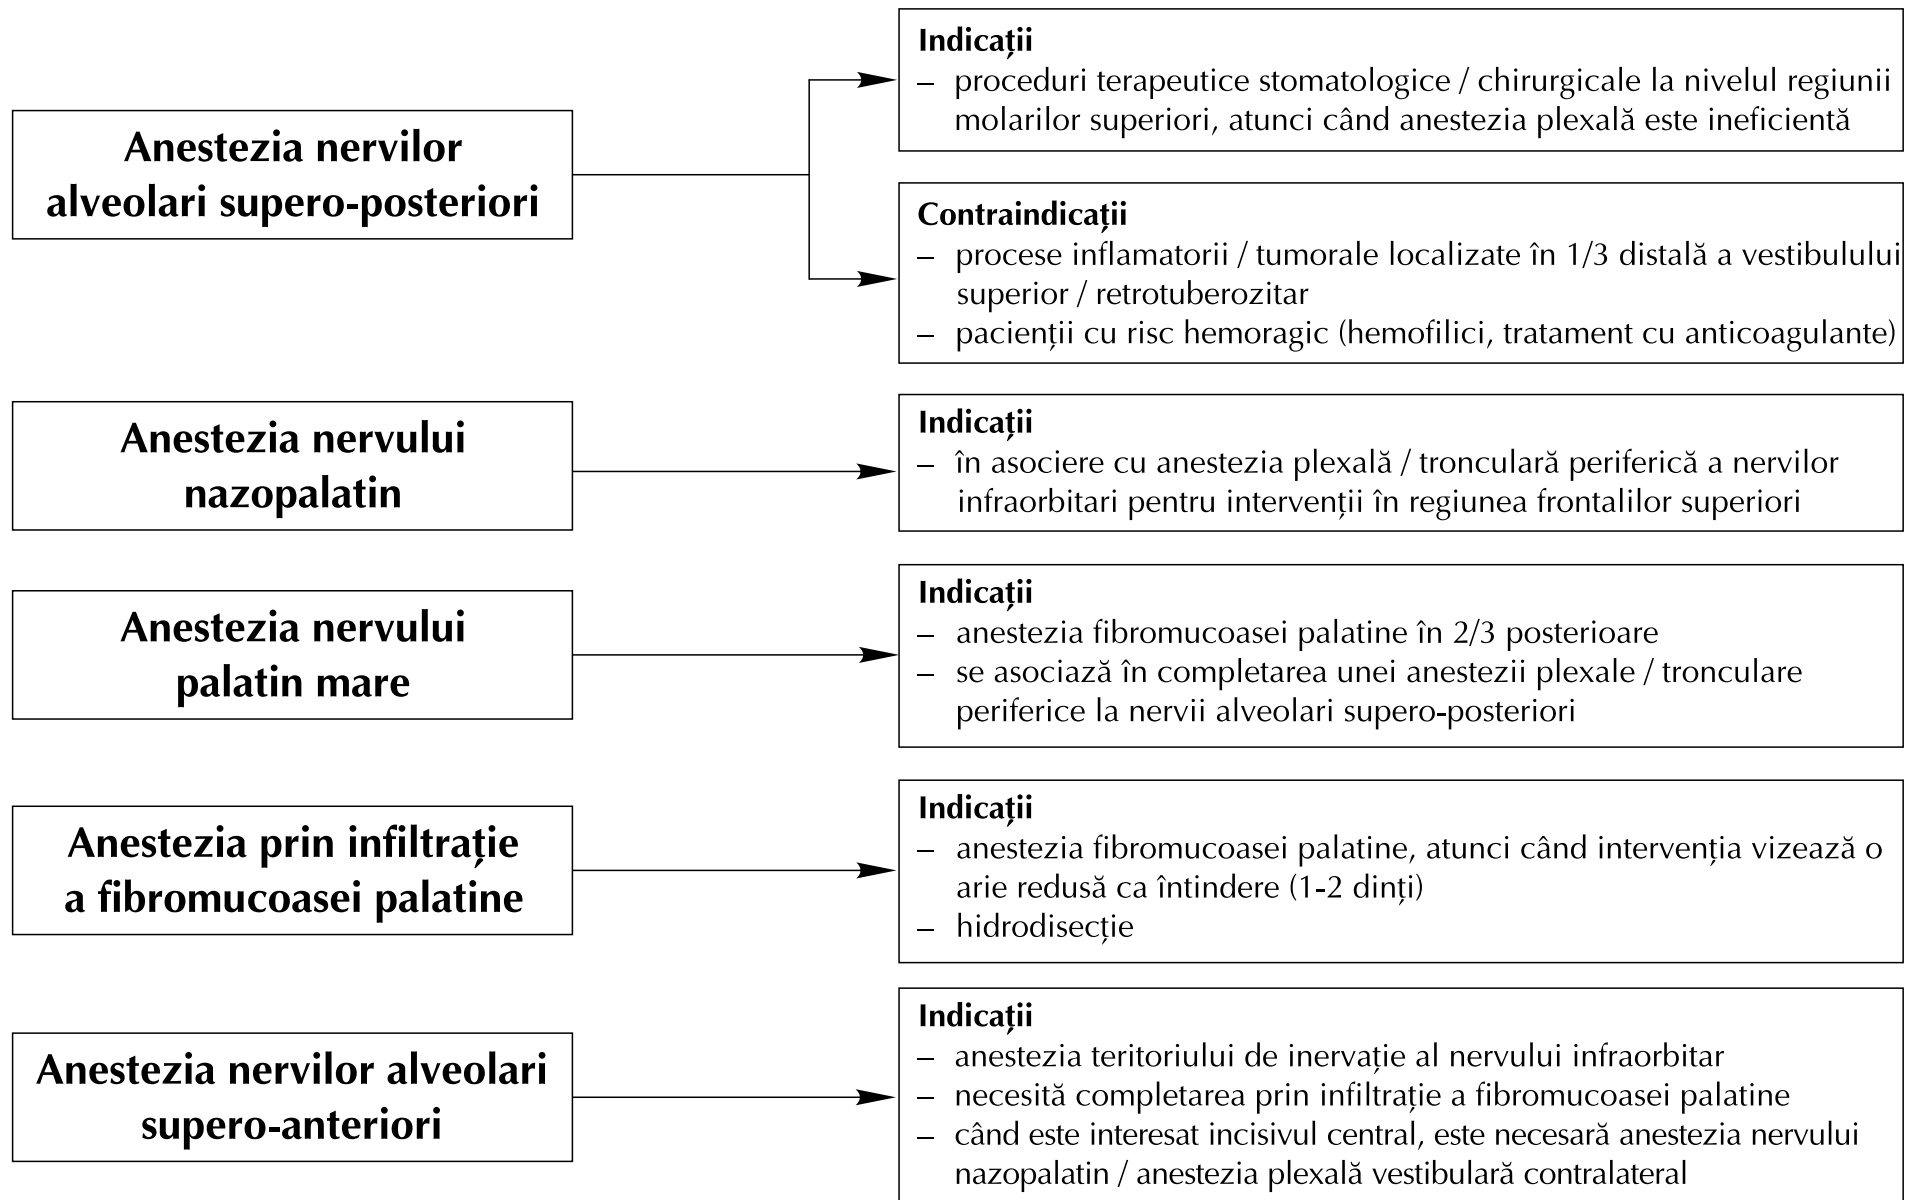 Anestezia nervilor
alveolari supero-posteriori
Indicații
– proceduri terapeutice stomatologice / chirurgicale la nivelul regiunii
molarilor superiori, atunci când anestezia plexală este ineficientă
Contraindicații
– procese inflamatorii / tumorale localizate în 1/3 distală a vestibulului
superior / retrotuberozitar
– pacienții cu risc hemoragic (hemofilici, tratament cu anticoagulante)
Anestezia nervului
nazopalatin
Indicații
– în asociere cu anestezia plexală / tronculară periferică a nervilor
infraorbitari pentru intervenții în regiunea frontalilor superiori
Anestezia nervului
palatin mare
Indicații
– anestezia fibromucoasei palatine în 2/3 posterioare
– se asociază în completarea unei anestezii plexale / tronculare
periferice la nervii alveolari supero-posteriori
Anestezia prin infiltrație
a fibromucoasei palatine
Indicații
– anestezia fibromucoasei palatine, atunci când intervenția vizează o
arie redusă ca întindere (1-2 dinți)
– hidrodisecție
Anestezia nervilor alveolari
supero-anteriori
Indicații
– anestezia teritoriului de inervație al nervului infraorbitar
– necesită completarea prin infiltrație a fibromucoasei palatine
– când este interesat incisivul central, este necesară anestezia nervului
nazopalatin / anestezia plexală vestibulară contralateral